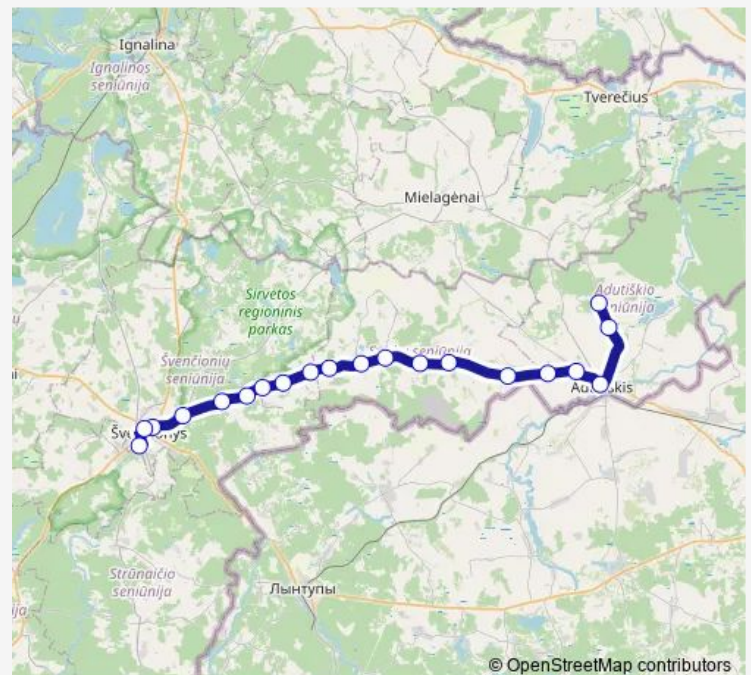 Ignalina
Ignalinos
seniūnija
Tverečius
Mielagėnai
Adutiškio
seniūnija
Sirvetos
regioninis
parkas
seniūnija
Švenčionių
seniūnija
Adutiškis
Švenčionys
Strūnaičio
seniūnija
Лынтупы
© OpenStreetMap contributors